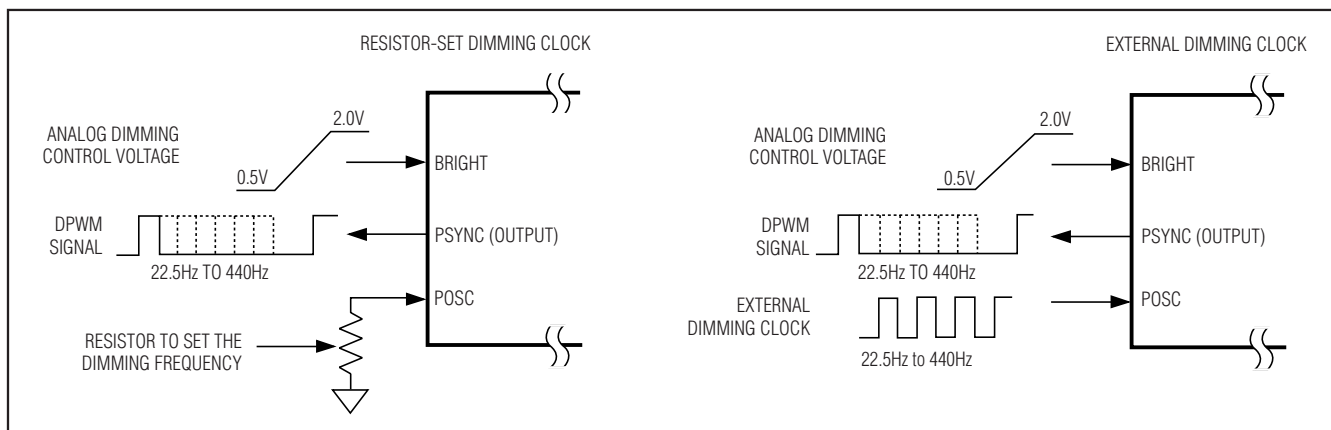 RESISTOR-SET DIMMING CLOCK
ANALOG DIMMING
CONTROL VOLTAGE
2.0V
0.5V
BRIGHT
DPWM
SIGNAL
22.5Hz TO 440Hz
PSYNC (OUTPUT)
POSC
RESISTOR TO SET THE
DIMMING FREQUENCY
EXTERNAL DIMMING CLOCK
ANALOG DIMMING
CONTROL VOLTAGE
2.0V
0.5V
BRIGHT
DPWM
SIGNAL
22.5Hz TO 440Hz
PSYNC (OUTPUT)
EXTERNAL
DIMMING CLOCK
22.5Hz to 440Hz
POSC